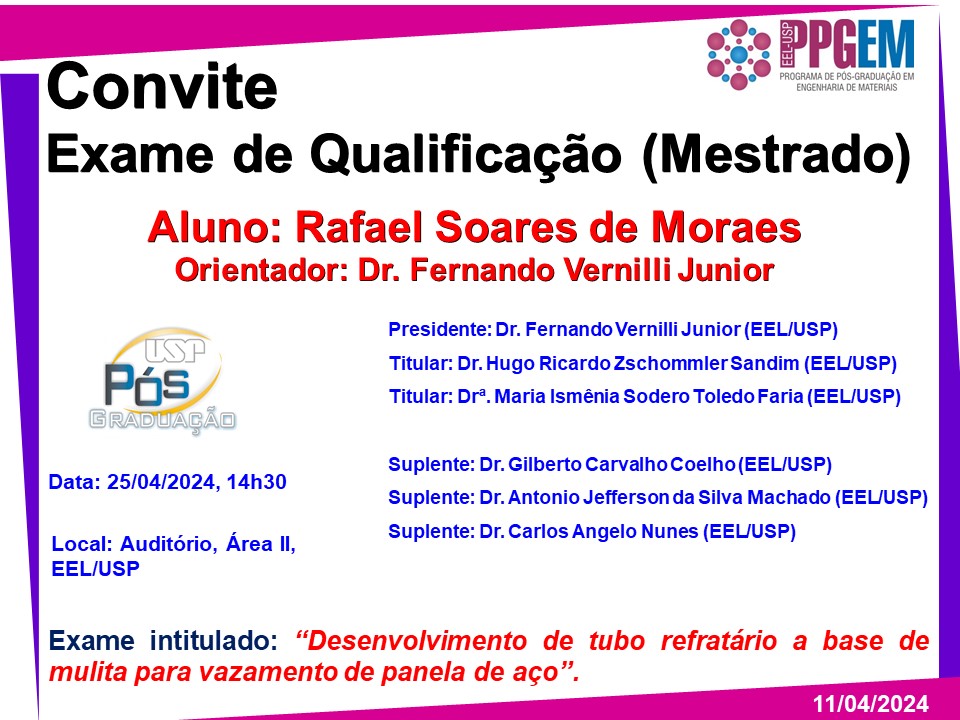 EEL-USP
PPGEM
PROGRAMA DE PÓS-GRADUAÇÃO EM
ENGENHARIA DE MATERIAIS
Convite
Exame de Qualificação (Mestrado)
Aluno: Rafael Soares de Moraes
Orientador: Dr. Fernando Vernilli Junior
USP
Pós
GRADUAÇÃO
Presidente: Dr. Fernando Vernilli Junior (EEL/USP)
Titular: Dr. Hugo Ricardo Zschommler Sandim (EEL/USP)
Titular: Drª. Maria Ismênia Sodero Toledo Faria (EEL/USP)
Suplente: Dr. Gilberto Carvalho Coelho (EEL/USP)
Suplente: Dr. Antonio Jefferson da Silva Machado (EEL/USP)
Suplente: Dr. Carlos Angelo Nunes (EEL/USP)
Data: 25/04/2024, 14h30
Local: Auditório, Área II,
EEL/USP
Exame intitulado: “Desenvolvimento de tubo refratário a base de
mulita para vazamento de panela de aço”.
11/04/2024